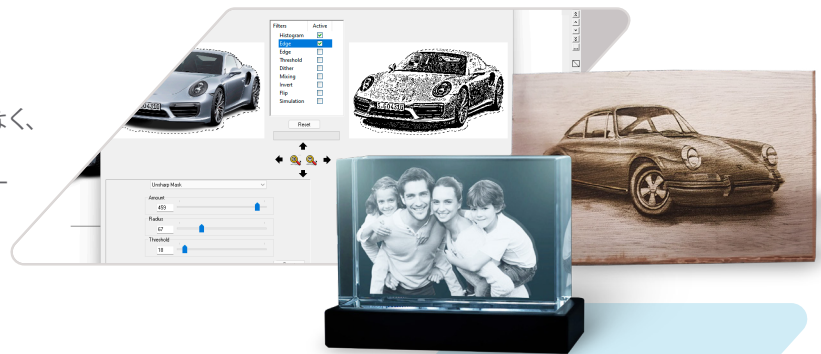 く、
Filters Active
Histogram
Edge
Edge
Threshold
Dither
Mixing
Invert
Flip
Simulation
Reset
Unsharp Mask
Amount
459
Radius
67
Threshold
18